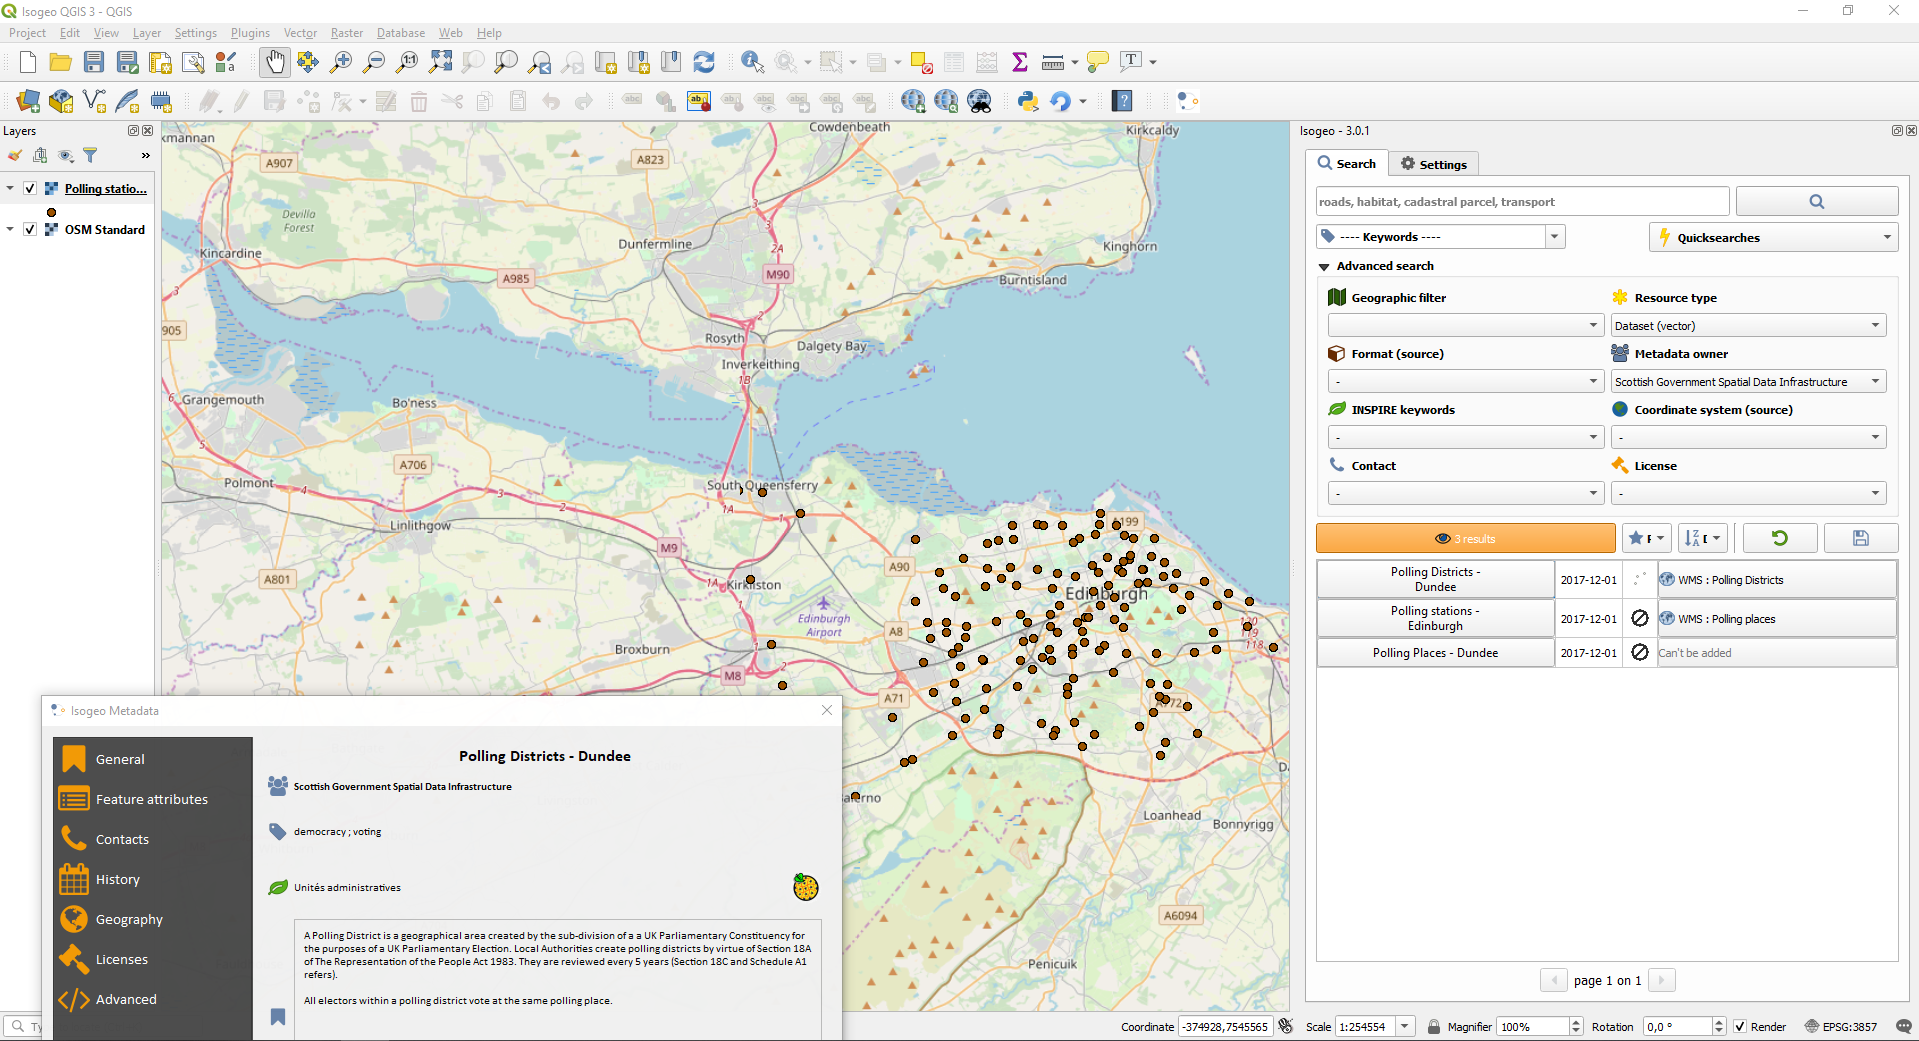 Isogeo QGIS 3 - QGIS
Project Edit View Layer Settings Plugins Vector Raster Database Web Help
Layers
Polling statio...
OSM Standard
Cowdenbeath
Kirkcaldy
A907
A823
Devilla
Forest
Kincardine
Dunfermline
Kinghorn
2A
M90
A985
Burntisland
905
Rosyth
Dalgety Bay
Inverkeithing
1B
Grangemouth
Bo'ness
A706
Polmont
South Queensferry
1A
Linlithgow
A199
M9
A90
A801
1A
Kirkliston
Edinburgh
Edinburgh
Airport
A8
Broxburn
M8
A71
A772
Loanhead
Bonnyrigg
A6094
Penicuik
Isogeo - 3.0.1
Search
Settings
roads, habitat, cadastral parcel, transport
---- Keywords ----
Quicksearches
Advanced search
Geographic filter
Resource type
Dataset (vector)
Format (source)
Metadata owner
-
Scottish Government Spatial Data Infrastructure
INSPIRE keywords
Coordinate system (source)
-
-
Contact
License
-
-
3 results
Polling Districts -
Dundee
2017-12-01
WMS : Polling Districts
Polling stations -
Edinburgh
2017-12-01
WMS : Polling places
Polling Places - Dundee
2017-12-01
Can't be added
page 1 on 1
Isogeo Metadata
General
Feature attributes
Contacts
History
Geography
Licenses
Advanced
Polling Districts - Dundee
Scottish Government Spatial Data Infrastructure
democracy ; voting
Unités administratives
A Polling District is a geographical area created by the sub-division of a a UK Parliamentary Constituency for
the purposes of a UK Parliamentary Election. Local Authorities create polling districts by virtue of Section 18A
of The Representation of the People Act 1983. They are reviewed every 5 years (Section 18C and Schedule A1
refers).
All electors within a polling district vote at the same polling place.
Coordinate -374928,7545565
Scale 1:254554
Magnifier 100%
Rotation 0,0 °
Render
EPSG:3857